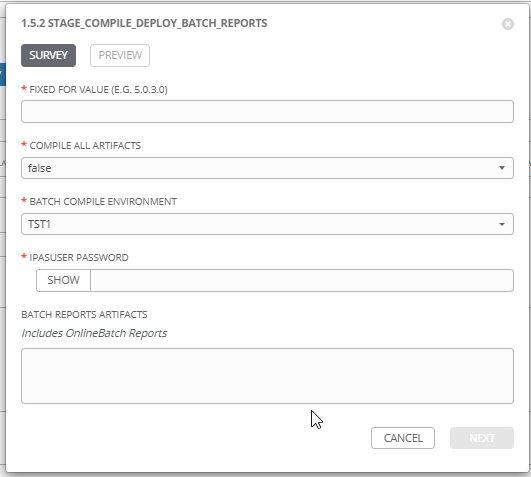 1.5.2 STAGE_COMPILE_DEPLOY_BATCH_REPORTS
SURVEY
PREVIEW
* FIXED FOR VALUE (E.G. 5.0.3.0)
* COMPILE ALL ARTIFACTS
false
* BATCH COMPILE ENVIRONMENT
TST1
* IPASUSER PASSWORD
SHOW
BATCH REPORTS ARTIFACTS
Includes OnlineBatch Reports
CANCEL
NEXT